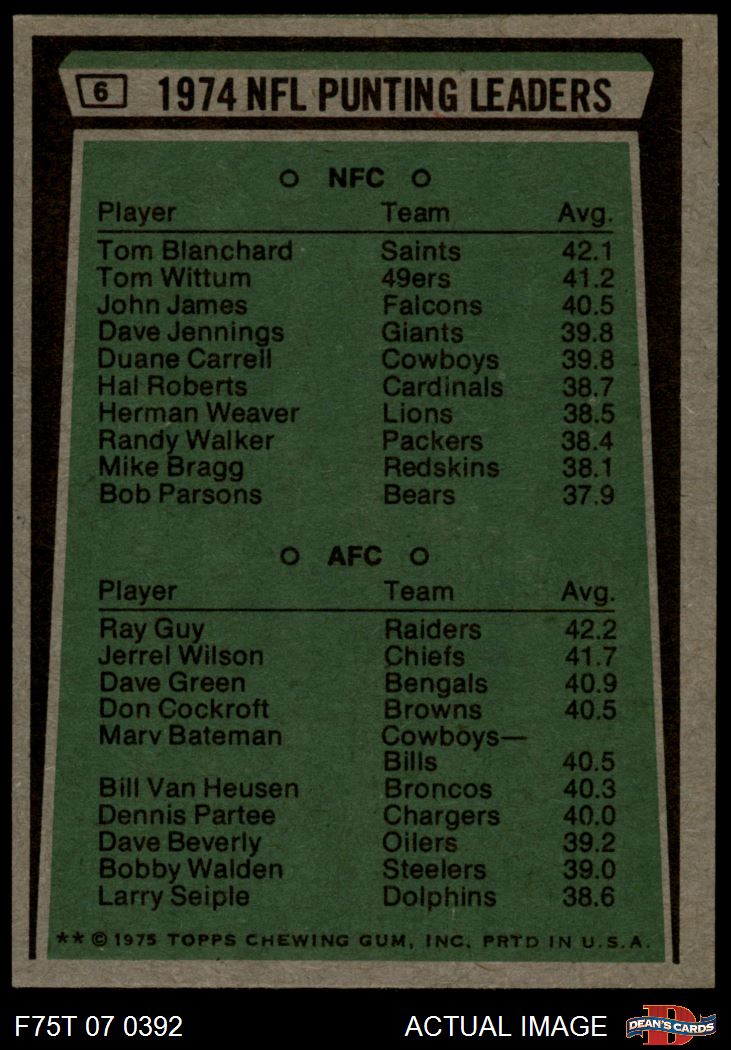 6 1974 NFL PUNTING LEADERS
NFC
Player Team Avg.
Tom Blanchard Saints 42.1
Tom Wittum 49ers 41.2
John James Falcons 40.5
Dave Jennings Giants 39.8
Duane Carrell Cowboys 39.8
Hal Roberts Cardinals 38.7
Herman Weaver Lions 38.5
Randy Walker Packers 38.4
Mike Bragg Redskins 38.1
Bob Parsons Bears 37.9
AFC
Player Team Avg.
Ray Guy Raiders 42.2
Jerrel Wilson Chiefs 41.7
Dave Green Bengals 40.9
Don Cockroft Browns 40.5
Marv Bateman Cowboys—
Bills 40.5
Bill Van Heusen Broncos 40.3
Dennis Partee Chargers 40.0
Dave Beverly Oilers 39.2
Bobby Walden Steelers 39.0
Larry Seiple Dolphins 38.6
** © 1975 TOPPS CHEWING GUM, INC. PRTD IN U.S.A.
F75T 07 0392 ACTUAL IMAGE D DEAN'S CARDS